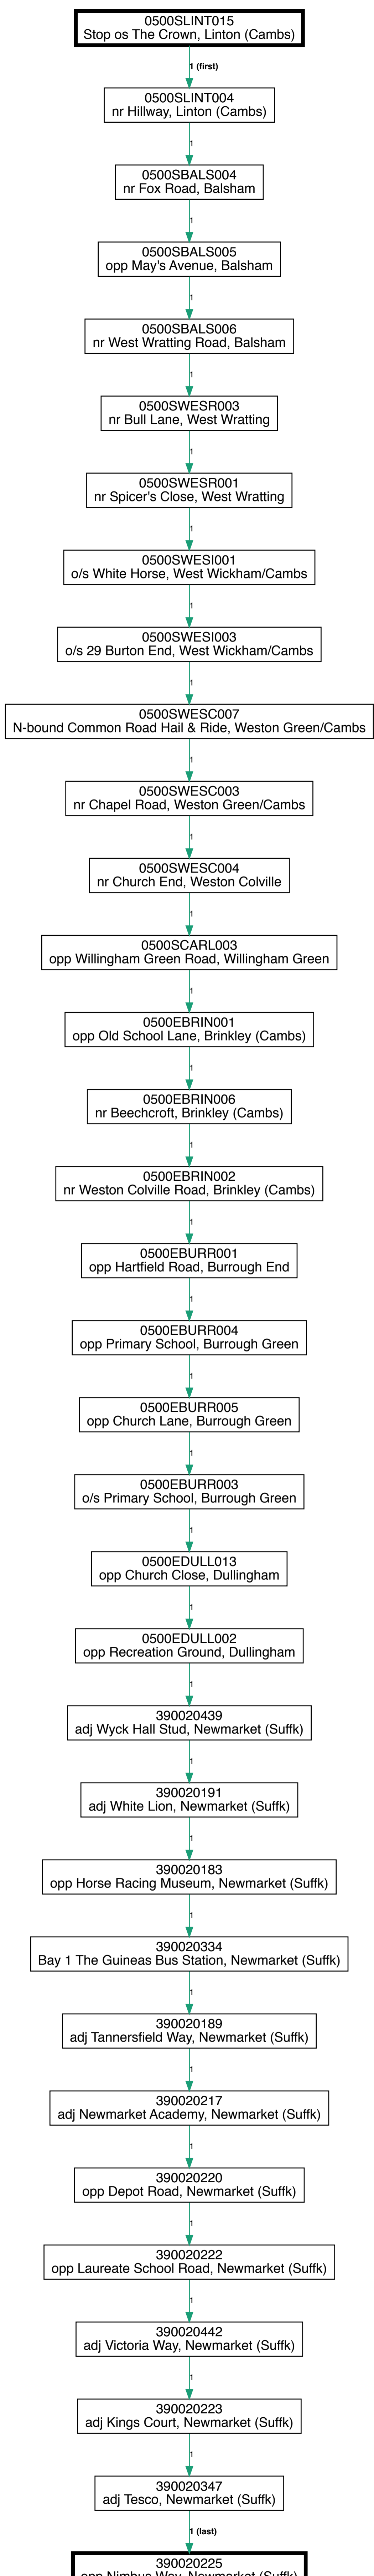 0500SLINT015
Stop os The Crown, Linton (Cambs)
1 (first)
0500SLINT004
nr Hillway, Linton (Cambs)
1
0500SBALS004
nr Fox Road, Balsham
1
0500SBALS005
opp May's Avenue, Balsham
1
0500SBALS006
nr West Wratting Road, Balsham
1
0500SWESR003
nr Bull Lane, West Wratting
1
0500SWESR001
nr Spicer's Close, West Wratting
1
0500SWESI001
o/s White Horse, West Wickham/Cambs
1
0500SWESI003
o/s 29 Burton End, West Wickham/Cambs
1
0500SWESC007
N-bound Common Road Hail & Ride, Weston Green/Cambs
1
0500SWESC003
nr Chapel Road, Weston Green/Cambs
1
0500SWESC004
nr Church End, Weston Colville
1
0500SCARL003
opp Willingham Green Road, Willingham Green
1
0500EBRIN001
opp Old School Lane, Brinkley (Cambs)
1
0500EBRIN006
nr Beechcroft, Brinkley (Cambs)
1
0500EBRIN002
nr Weston Colville Road, Brinkley (Cambs)
1
0500EBURR001
opp Hartfield Road, Burrough End
1
0500EBURR004
opp Primary School, Burrough Green
1
0500EBURR005
opp Church Lane, Burrough Green
1
0500EBURR003
o/s Primary School, Burrough Green
1
0500EDULL013
opp Church Close, Dullingham
1
0500EDULL002
opp Recreation Ground, Dullingham
1
390020439
adj Wyck Hall Stud, Newmarket (Suffk)
1
390020191
adj White Lion, Newmarket (Suffk)
1
390020183
opp Horse Racing Museum, Newmarket (Suffk)
1
390020334
Bay 1 The Guineas Bus Station, Newmarket (Suffk)
1
390020189
adj Tannersfield Way, Newmarket (Suffk)
1
390020217
adj Newmarket Academy, Newmarket (Suffk)
1
390020220
opp Depot Road, Newmarket (Suffk)
1
390020222
opp Laureate School Road, Newmarket (Suffk)
1
390020442
adj Victoria Way, Newmarket (Suffk)
1
390020223
adj Kings Court, Newmarket (Suffk)
1
390020347
adj Tesco, Newmarket (Suffk)
1 (last)
390020225
opp Nimbus Way, Newmarket (Suffk)